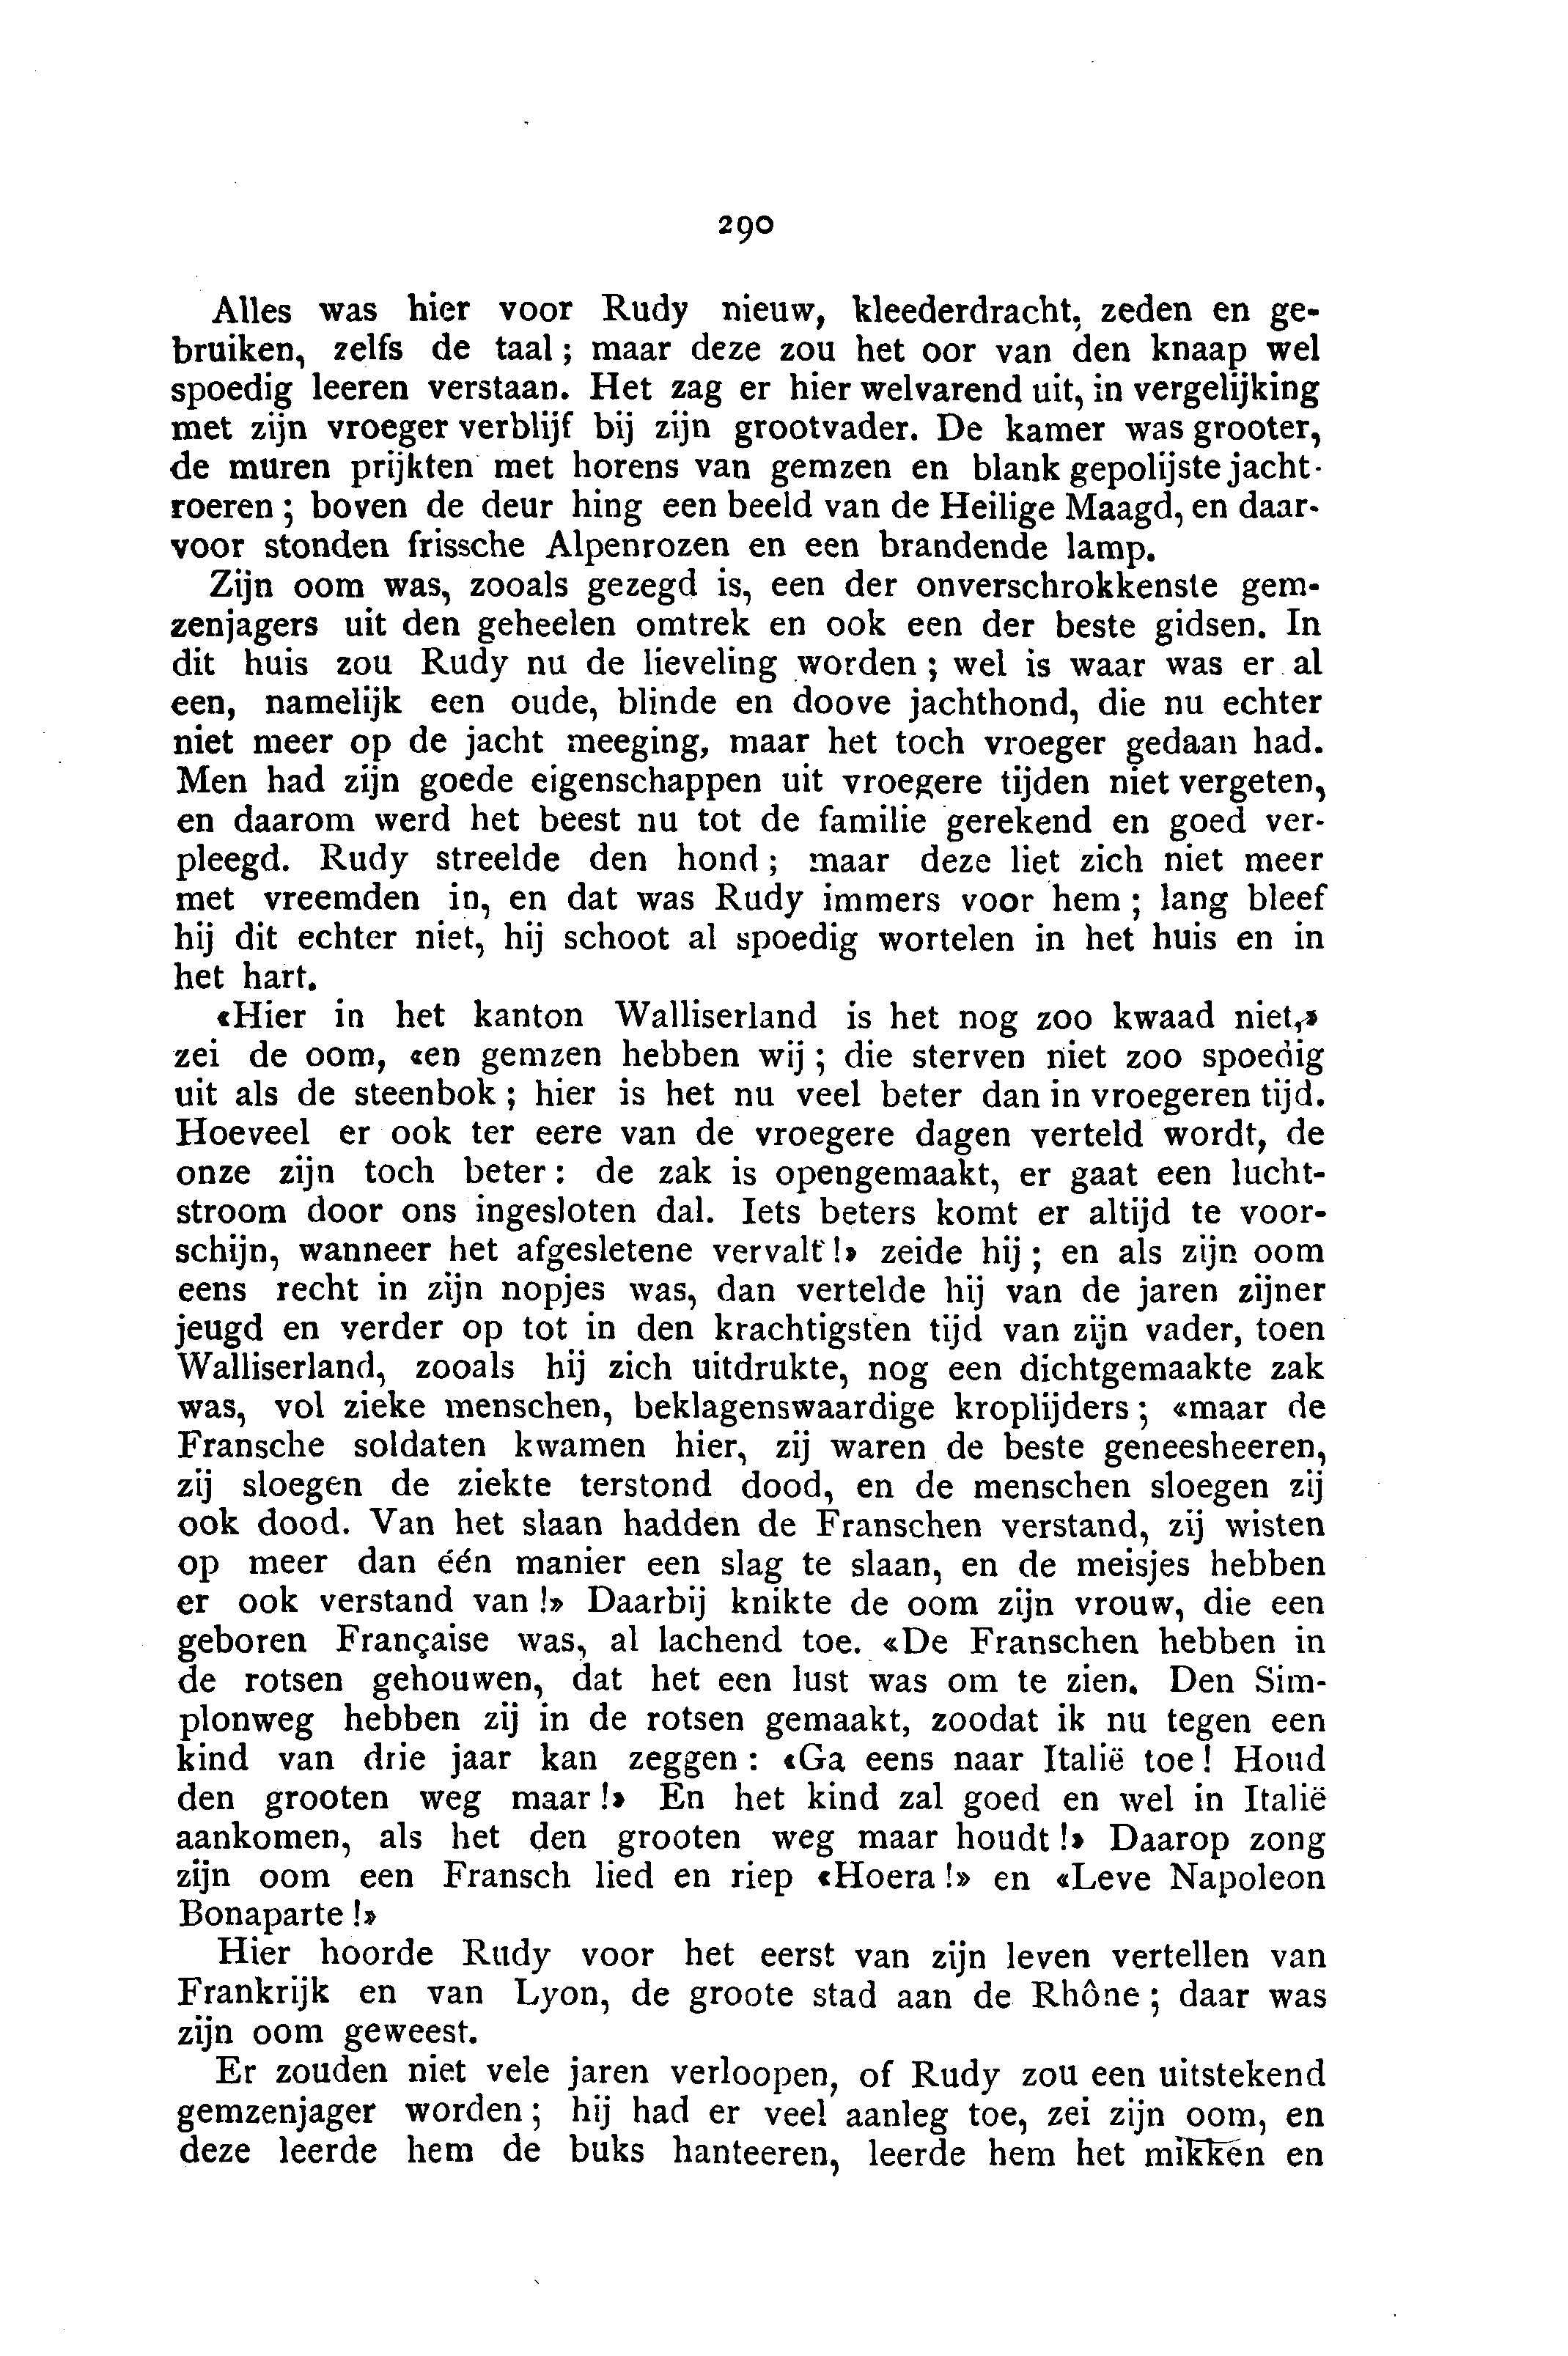 290
Alles was hier voor Rudy nieuw, kleederdracht, zeden en ge-
bruiken, zelfs de taal; maar deze zou het oor van den knaap wel
spoedig leeren verstaan. Het zag er hier welvarend uit, in vergelijking
met zijn vroeger verblijf bij zijn grootvader. De kamer was grooter,
de muren prijkten met horens van gemzen en blank gepolijste jacht-
roeren; boven de deur hing een beeld van de Heilige Maagd, en daar-
voor stonden frissche Alpenrozen en een brandende lamp.
Zijn oom was, zooals gezegd is, een der onverschrokkenste gem-
zenjagers uit den geheelen omtrek en ook een der beste gidsen. In
dit huis zou Rudy nu de lieveling worden; wel is waar was er al
een, namelijk een oude, blinde en doove jachthond, die nu echter
niet meer op de jacht meeging, maar het toch vroeger gedaan had.
Men had zijn goede eigenschappen uit vroegere tijden niet vergeten,
en daarom werd het beest nu tot de familie gerekend en goed ver-
pleegd. Rudy streelde den hond; maar deze liet zich niet meer
met vreemden in, en dat was Rudy immers voor hem; lang bleef
hij dit echter niet, hij schoot al spoedig wortelen in het huis en in
het hart.
«Hier in het kanton Walliserland is het nog zoo kwaad niet,»
zei de oom, «en gemzen hebben wij; die sterven niet zoo spoedig
uit als de steenbok; hier is het nu veel beter dan in vroegeren tijd.
Hoeveel er ook ter eere van de vroegere dagen verteld wordt, de
onze zijn toch beter: de zak is opengemaakt, er gaat een lucht-
stroom door ons ingesloten dal. Iets beters komt er altijd te voor-
schijn, wanneer het afgesletene vervalt!» zeide hij; en als zijn oom
eens recht in zijn nopjes was, dan vertelde hij van de jaren zijner
jeugd en verder op tot in den krachtigsten tijd van zijn vader, toen
Walliserland, zooals hij zich uitdrukte, nog een dichtgemaakte zak
was, vol zieke menschen, beklagenswaardige kroplijders; «maar de
Fransche soldaten kwamen hier, zij waren de beste geneesheeren,
zij sloegen de ziekte terstond dood, en de menschen sloegen zij
ook dood. Van het slaan hadden de Franschen verstand, zij wisten
op meer dan één manier een slag te slaan, en de meisjes hebben
er ook verstand van!» Daarbij knikte de oom zijn vrouw, die een
geboren Française was, al lachend toe. «De Franschen hebben in
de rotsen gehouwen, dat het een lust was om te zien. Den Sim-
plonweg hebben zij in de rotsen gemaakt, zoodat ik nu tegen een
kind van drie jaar kan zeggen: «Ga eens naar Italië toe! Houd
den grooten weg maar!» En het kind zal goed en wel in Italië
aankomen, als het den grooten weg maar houdt!» Daarop zong
zijn oom een Fransch lied en riep «Hoera!» en «Leve Napoleon
Bonaparte!»
Hier hoorde Rudy voor het eerst van zijn leven vertellen van
Frankrijk en van Lyon, de groote stad aan de Rhône; daar was
zijn oom geweest.
Er zouden niet vele jaren verloopen, of Rudy zou een uitstekend
gemzenjager worden; hij had er veel aanleg toe, zei zijn oom, en
deze leerde hem de buks hanteeren, leerde hem het mikken en